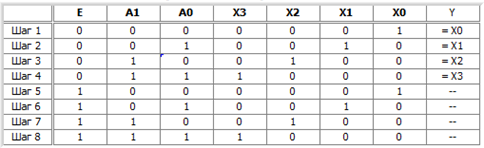 E A1 A0 X3 X2 X1 X0 Y
Шаг 1 0 0 0 0 0 0 1 = X0
Шаг 2 0 0 1 0 0 1 0 = X1
Шаг 3 0 1 0 0 1 0 0 = X2
Шаг 4 0 1 1 1 0 0 0 = X3
Шаг 5 1 0 0 0 0 0 1 --
Шаг 6 1 0 1 0 0 1 0 --
Шаг 7 1 1 0 0 1 0 0 --
Шаг 8 1 1 1 1 0 0 0 --